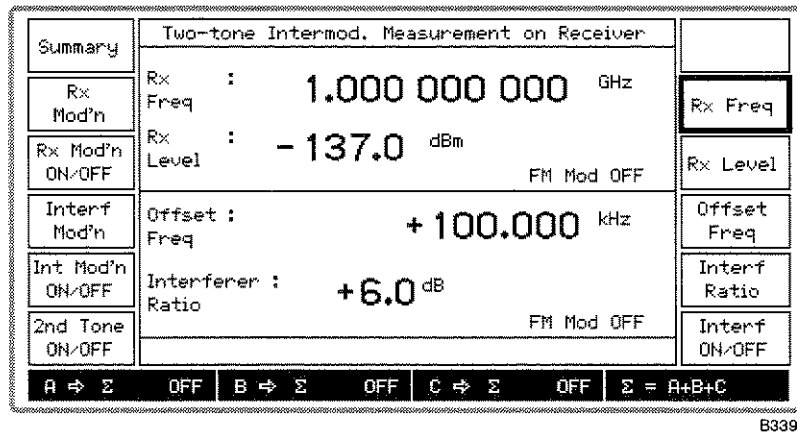 Summary
Rx
Mod'n
Rx Mod'n
ON/OFF
Interf
Mod'n
Int Mod'n
ON/OFF
2nd Tone
ON/OFF
Two-tone Intermod. Measurement on Receiver
Rx Freq : 1.000 000 000 GHz
Rx Level : -137.0 dBm
FM Mod OFF
Offset Freq : +100.000 kHz
Interferer Ratio : +6.0 dB
FM Mod OFF
Rx Freq
Rx Level
Offset
Freq
Interf
Ratio
Interf
ON/OFF
A ⇨ Σ OFF B ⇨ Σ OFF C ⇨ Σ OFF Σ = A+B+C
B339